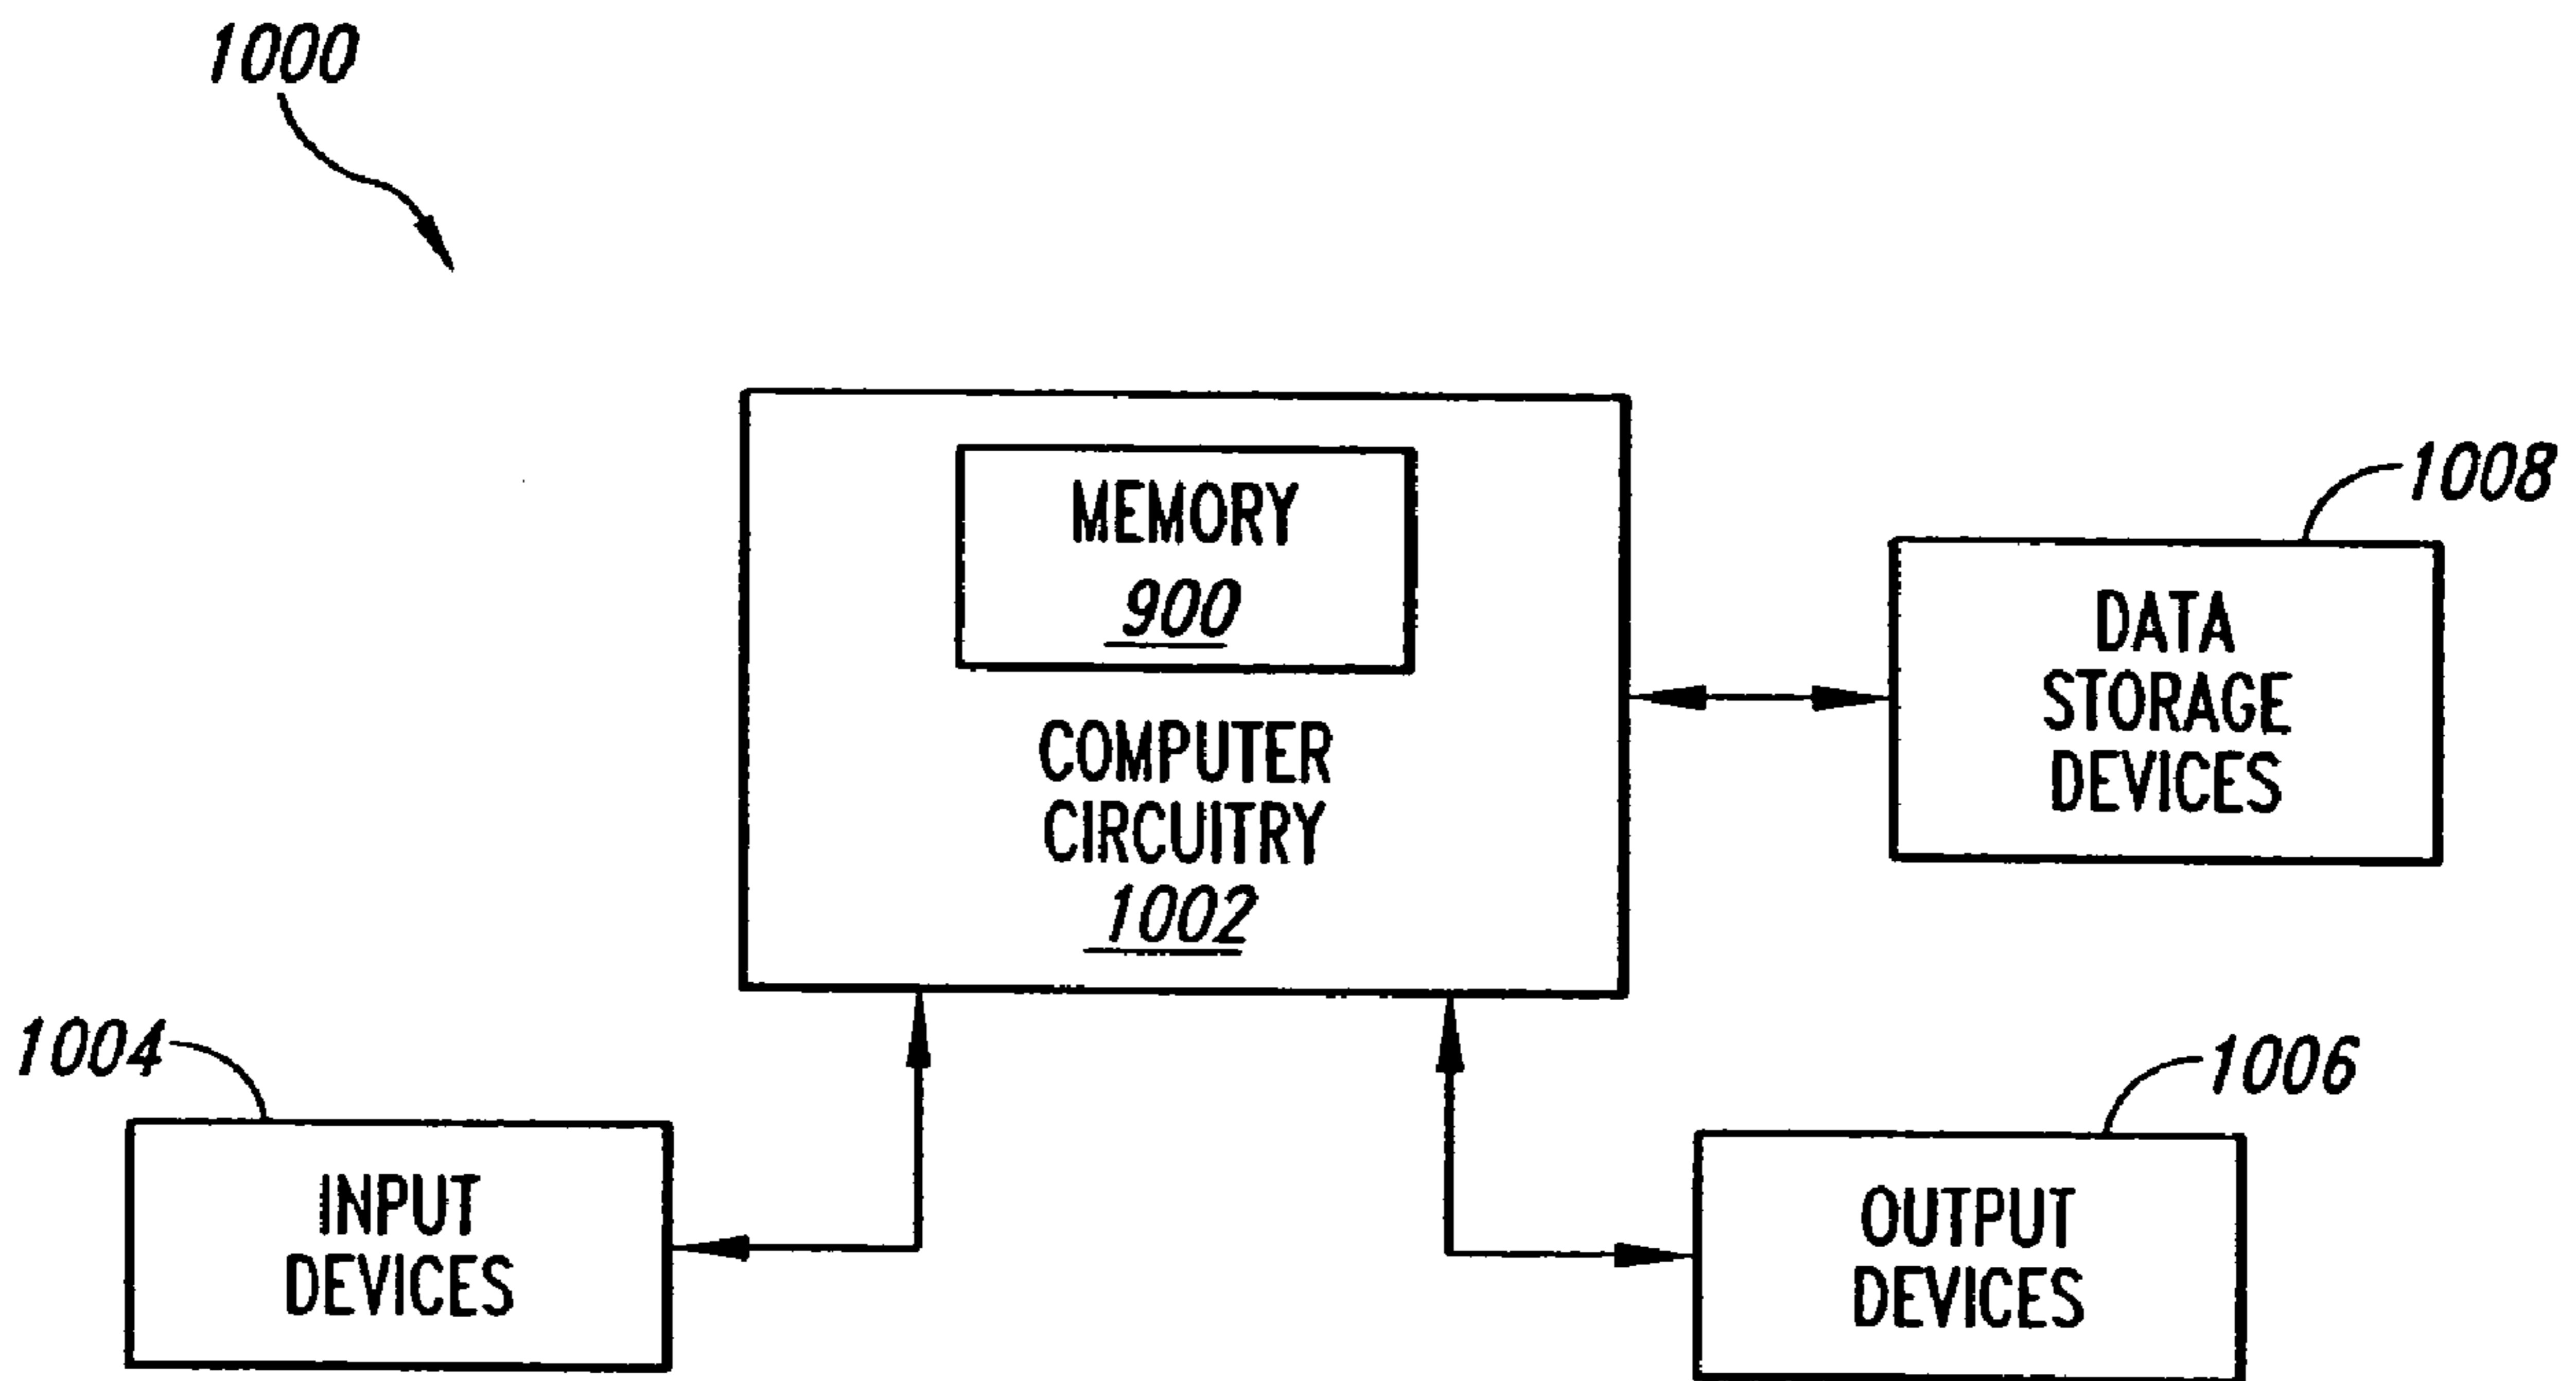 1000
MEMORY
900
COMPUTER
CIRCUITRY
1002
1008
DATA
STORAGE
DEVICES
1004
INPUT
DEVICES
1006
OUTPUT
DEVICES